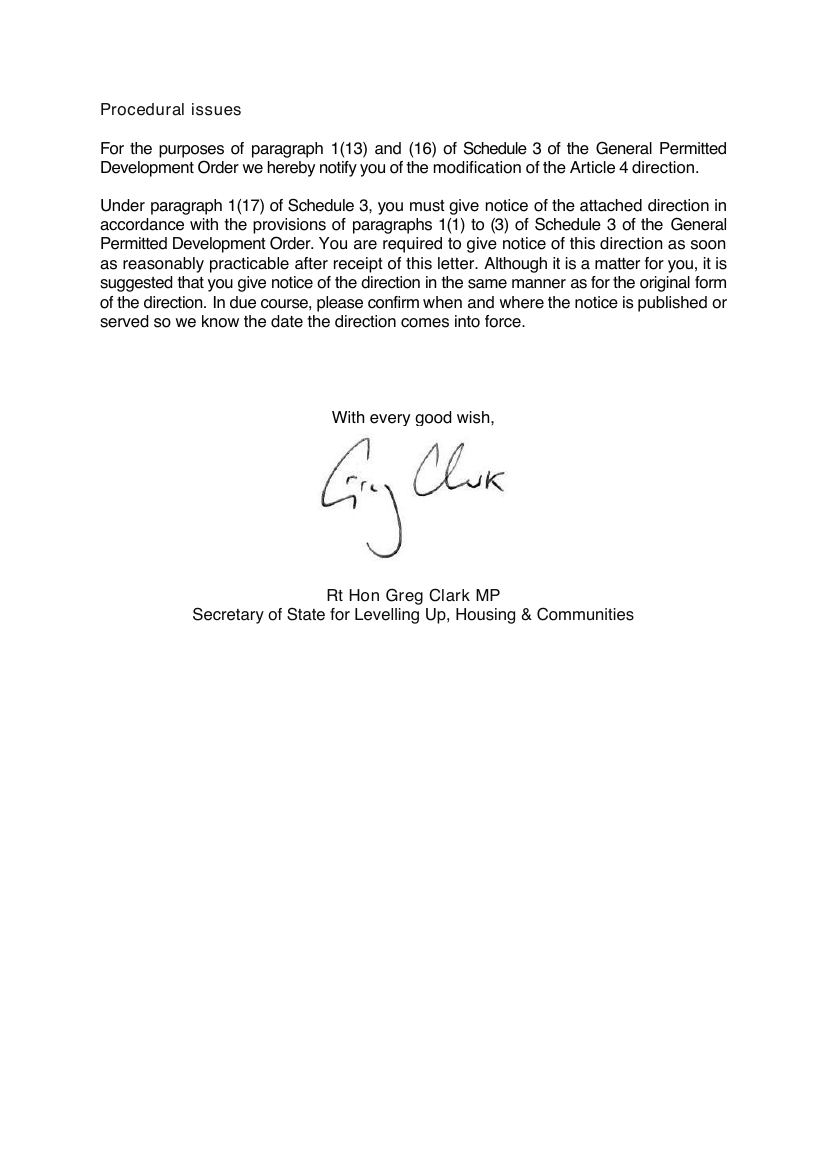 Procedural issues
For the purposes of paragraph 1(13) and (16) of Schedule 3 of the General Permitted
Development Order we hereby notify you of the modification of the Article 4 direction.
Under paragraph 1(17) of Schedule 3, you must give notice of the attached direction in
accordance with the provisions of paragraphs 1(1) to (3) of Schedule 3 of the General
Permitted Development Order. You are required to give notice of this direction as soon
as reasonably practicable after receipt of this letter. Although it is a matter for you, it is
suggested that you give notice of the direction in the same manner as for the original form
of the direction. In due course, please confirm when and where the notice is published or
served so we know the date the direction comes into force.
With every good wish,
Greg Clark
Rt Hon Greg Clark MP
Secretary of State for Levelling Up, Housing & Communities